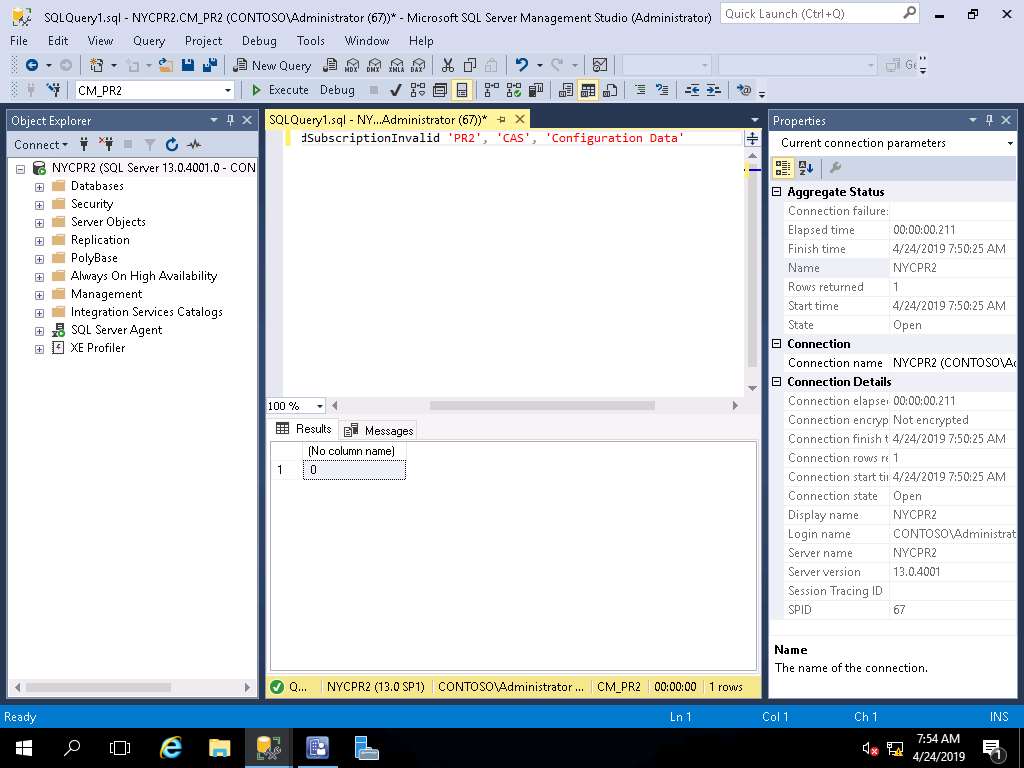 SQLQuery1.sql - NYCPR2.CM_PR2 (CONTOSO\Administrator (67))* - Microsoft SQL Server Management Studio (Administrator)
Quick Launch (Ctrl+Q)
File Edit View Query Project Debug Tools Window Help
New Query MDX DMX XMLA DAX
CM_PR2 Execute Debug
Object Explorer
Connect
NYCPR2 (SQL Server 13.0.4001.0 - CON
Databases
Security
Server Objects
Replication
PolyBase
Always On High Availability
Management
Integration Services Catalogs
SQL Server Agent
XE Profiler
SQLQuery1.sql - NY...Administrator (67))*
dSubscriptionInvalid 'PR2', 'CAS', 'Configuration Data'
100 %
Results Messages
(No column name)
1 0
Q... NYCPR2 (13.0 SP1) CONTOSO\Administrator ... CM_PR2 00:00:00 1 rows
Properties
Current connection parameters
Aggregate Status
Connection failure:
Elapsed time 00:00:00.211
Finish time 4/24/2019 7:50:25 AM
Name NYCPR2
Rows returned 1
Start time 4/24/2019 7:50:25 AM
State Open
Connection
Connection name NYCPR2 (CONTOSO\Ac
Connection Details
Connection elapse 00:00:00.211
Connection encryp Not encrypted
Connection finish t 4/24/2019 7:50:25 AM
Connection rows re 1
Connection start ti 4/24/2019 7:50:25 AM
Connection state Open
Display name NYCPR2
Login name CONTOSO\Administrat
Server name NYCPR2
Server version 13.0.4001
Session Tracing ID
SPID 67
Name
The name of the connection.
Ready Ln 1 Col 1 Ch 1 INS
7:54 AM
4/24/2019
1